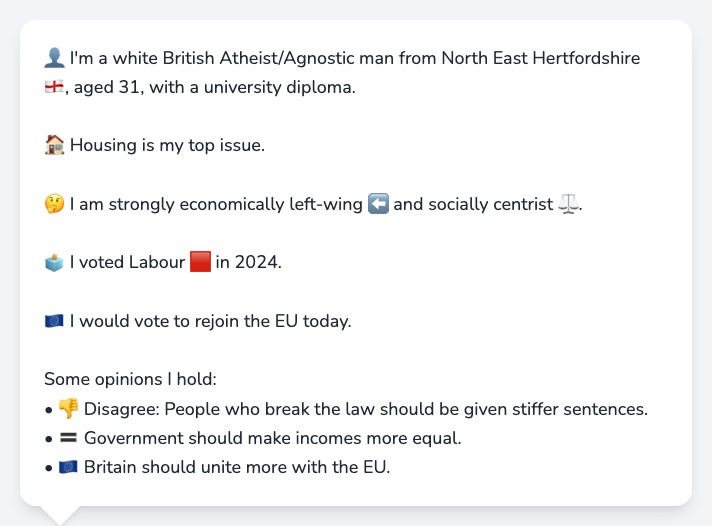 👤 I'm a white British Atheist/Agnostic man from North East Hertfordshire
🏴󠁧󠁢󠁥󠁮󠁧󠁿, aged 31, with a university diploma.
🏠 Housing is my top issue.
🤔 I am strongly economically left-wing ⬅️ and socially centrist ⚖️.
🗳️ I voted Labour 🟥 in 2024.
🇪🇺 I would vote to rejoin the EU today.
Some opinions I hold:
• 👎 Disagree: People who break the law should be given stiffer sentences.
• 🟰 Government should make incomes more equal.
• 🇪🇺 Britain should unite more with the EU.